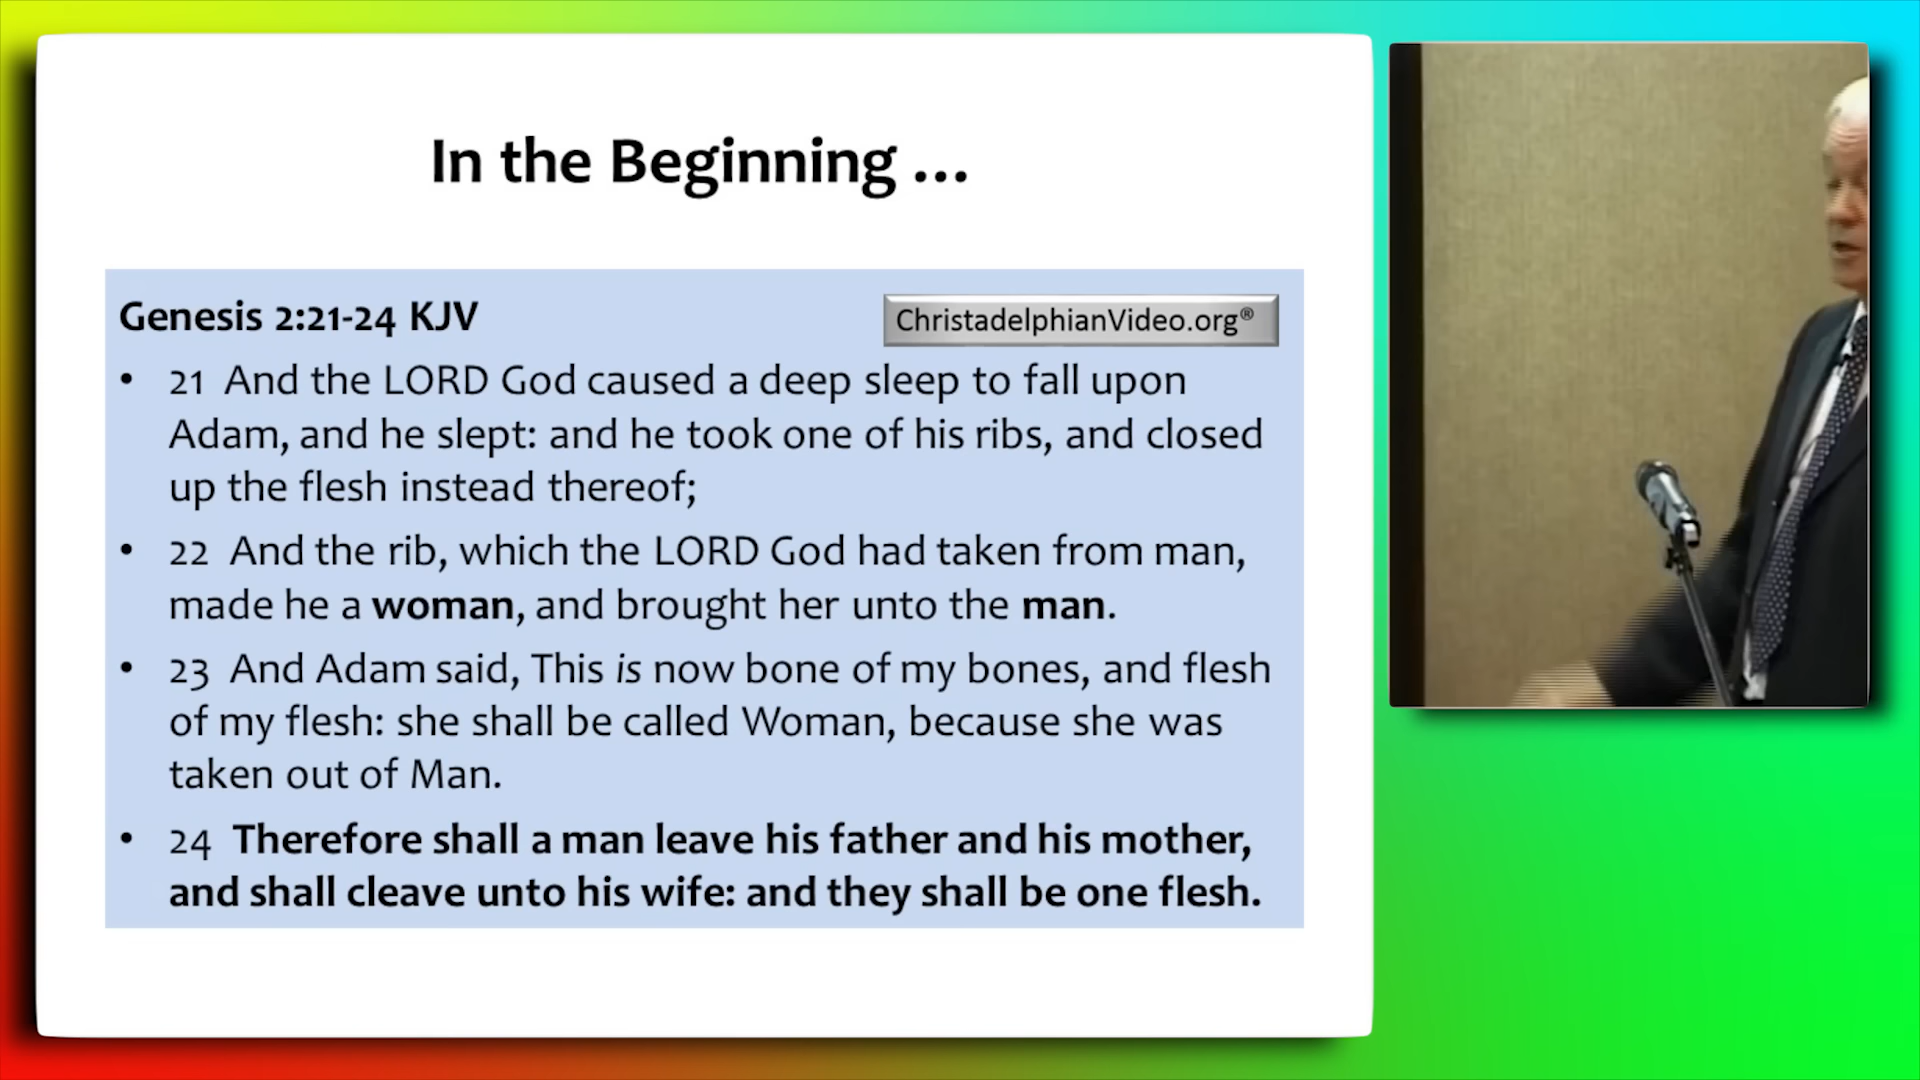 In the Beginning ...
Genesis 2:21-24 KJV
ChristadelphianVideo.org®
• 21 And the LORD God caused a deep sleep to fall upon
Adam, and he slept: and he took one of his ribs, and closed
up the flesh instead thereof;
• 22 And the rib, which the LORD God had taken from man,
made he a woman, and brought her unto the man.
• 23 And Adam said, This is now bone of my bones, and flesh
of my flesh: she shall be called Woman, because she was
taken out of Man.
• 24 Therefore shall a man leave his father and his mother,
and shall cleave unto his wife: and they shall be one flesh.